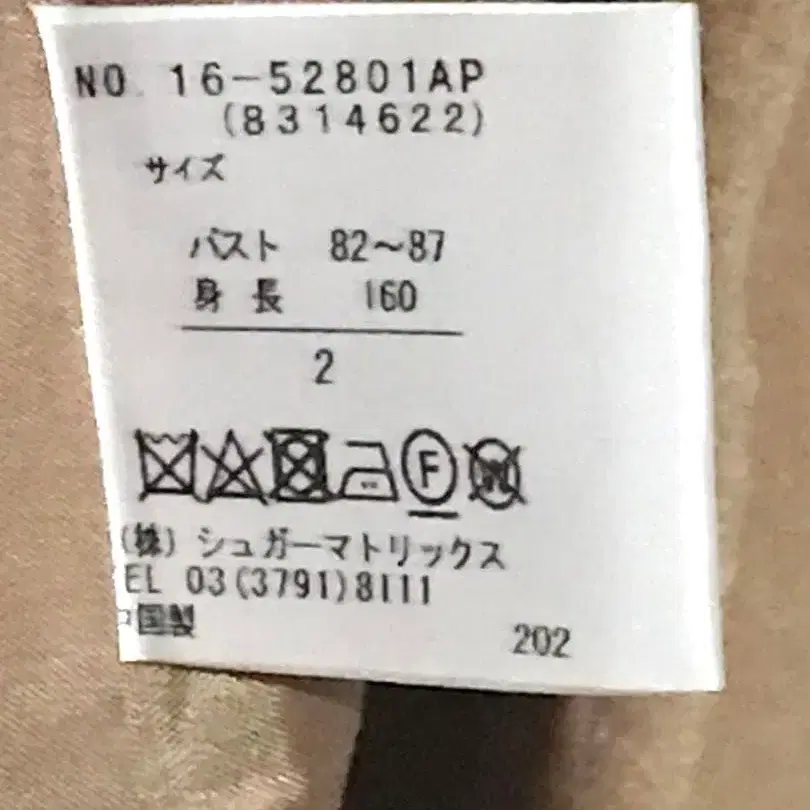 NO. 16-52801AP
(8314622)
サイズ
バスト 82〜87
身長 160
2
F W
(株) シュガーマトリックス
EL 03(3791)8111
国製 202